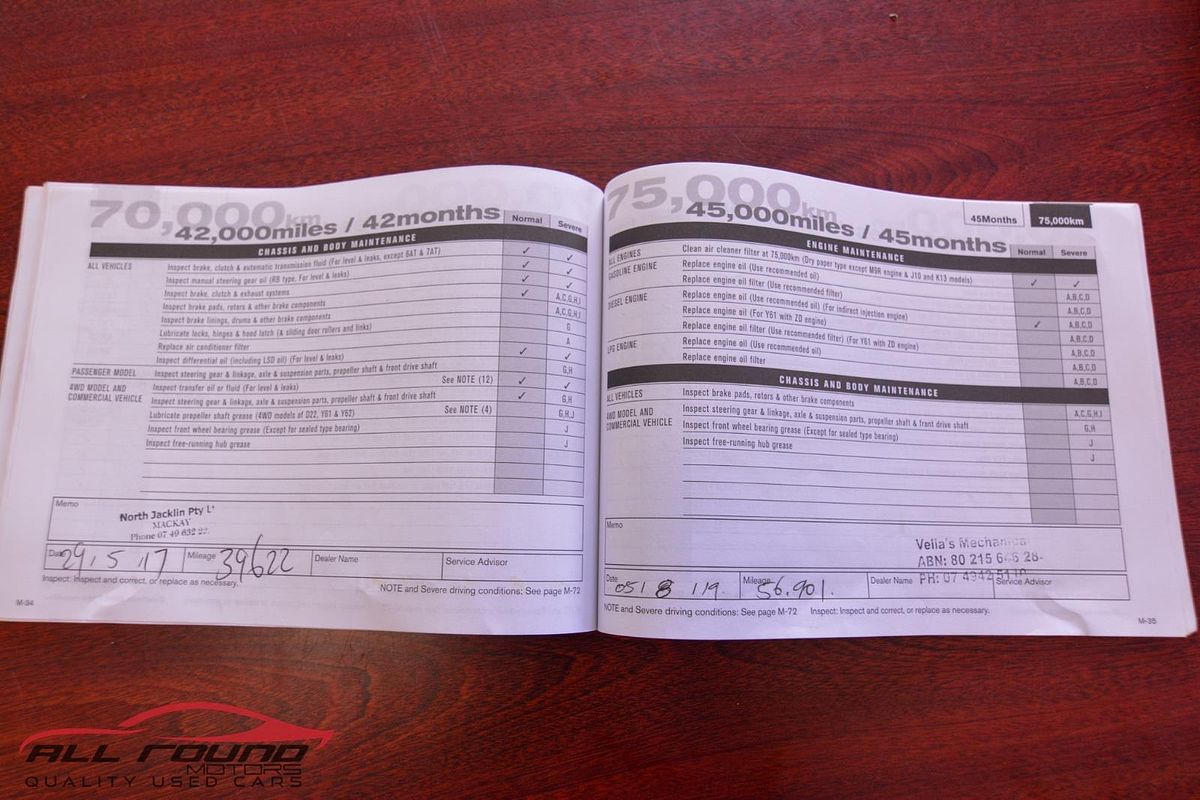 70,000km
42,000miles / 42months
Normal Severe
CHASSIS AND BODY MAINTENANCE
ALL VEHICLES Inspect brake, clutch & automatic transmission fluid (For level & leaks, except 6AT & 7AT) ✓ ✓
Inspect manual steering gear oil (RB type, For level & leaks) ✓ ✓
Inspect brake, clutch & exhaust systems ✓ ✓
Inspect brake pads, rotors & other brake components ✓ A,C,G,H,I
Inspect brake linings, drums & other brake components A,C,G,H,I
Lubricate locks, hinges & hood latch (& sliding door rollers and links) G
Replace air conditioner filter A
Inspect differential oil (including LSD oil) (For level & leaks) ✓ ✓
PASSENGER MODEL Inspect steering gear & linkage, axle & suspension parts, propeller shaft & front drive shaft G,H
4WD MODEL AND Inspect transfer oil or fluid (For level & leaks) See NOTE (12) ✓ ✓
COMMERCIAL VEHICLE Inspect steering gear & linkage, axle & suspension parts, propeller shaft & front drive shaft ✓ G,H
Lubricate propeller shaft grease (4WD models of D22, Y61 & Y62) See NOTE (4) G,H,J
Inspect front wheel bearing grease (Except for sealed type bearing) J
Inspect free-running hub grease J
Memo
North Jacklin Pty L
MACKAY
Phone 07 49
Date 29.5.17 Mileage 39622 Dealer Name Service Advisor
Inspect: Inspect and correct, or replace as necessary. NOTE and Severe driving conditions: See page M-72
M-34
75,000km
45,000miles / 45months
45Months 75,000km
Normal Severe
ENGINE MAINTENANCE
ALL ENGINES Clean air cleaner filter at 75,000km (Dry paper type except M9R engine & J10 and K13 models)
GASOLINE ENGINE Replace engine oil (Use recommended oil) ✓ ✓
Replace engine oil filter (Use recommended filter) A,B,C,D
DIESEL ENGINE Replace engine oil (Use recommended oil) (For indirect injection engine) A,B,C,D
Replace engine oil (For Y61 with ZD engine) ✓ A,B,C,D
Replace engine oil filter (Use recommended filter) (For Y61 with ZD engine) A,B,C,D
LPG ENGINE Replace engine oil (Use recommended oil) A,B,C,D
Replace engine oil filter A,B,C,D
CHASSIS AND BODY MAINTENANCE
ALL VEHICLES Inspect brake pads, rotors & other brake components A,C,G,H,I
4WD MODEL AND Inspect steering gear & linkage, axle & suspension parts, propeller shaft & front drive shaft G,H
COMMERCIAL VEHICLE Inspect front wheel bearing grease (Except for sealed type bearing) J
Inspect free-running hub grease J
Memo
Vella's Mechanical
ABN: 80 215
PH: 07 4942 5110
Date 05/8/19. Mileage 56,901. Dealer Name Service Advisor
NOTE and Severe driving conditions: See page M-72 Inspect: Inspect and correct, or replace as necessary.
M-35
ALL ROUND
MOTORS
QUALITY USED CARS